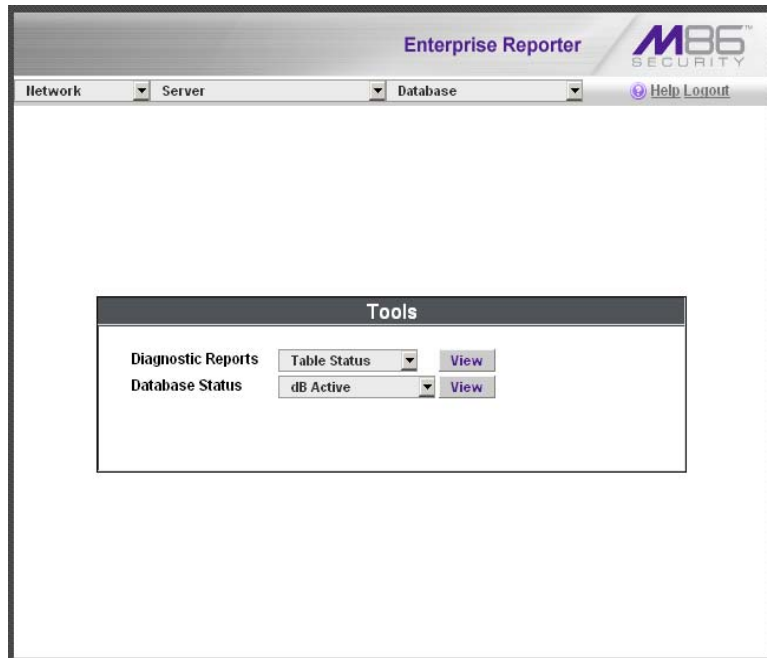 Enterprise Reporter
M86™
SECURITY
Network Server Database ? Help Logout
Tools
Diagnostic Reports Table Status View
Database Status dB Active View